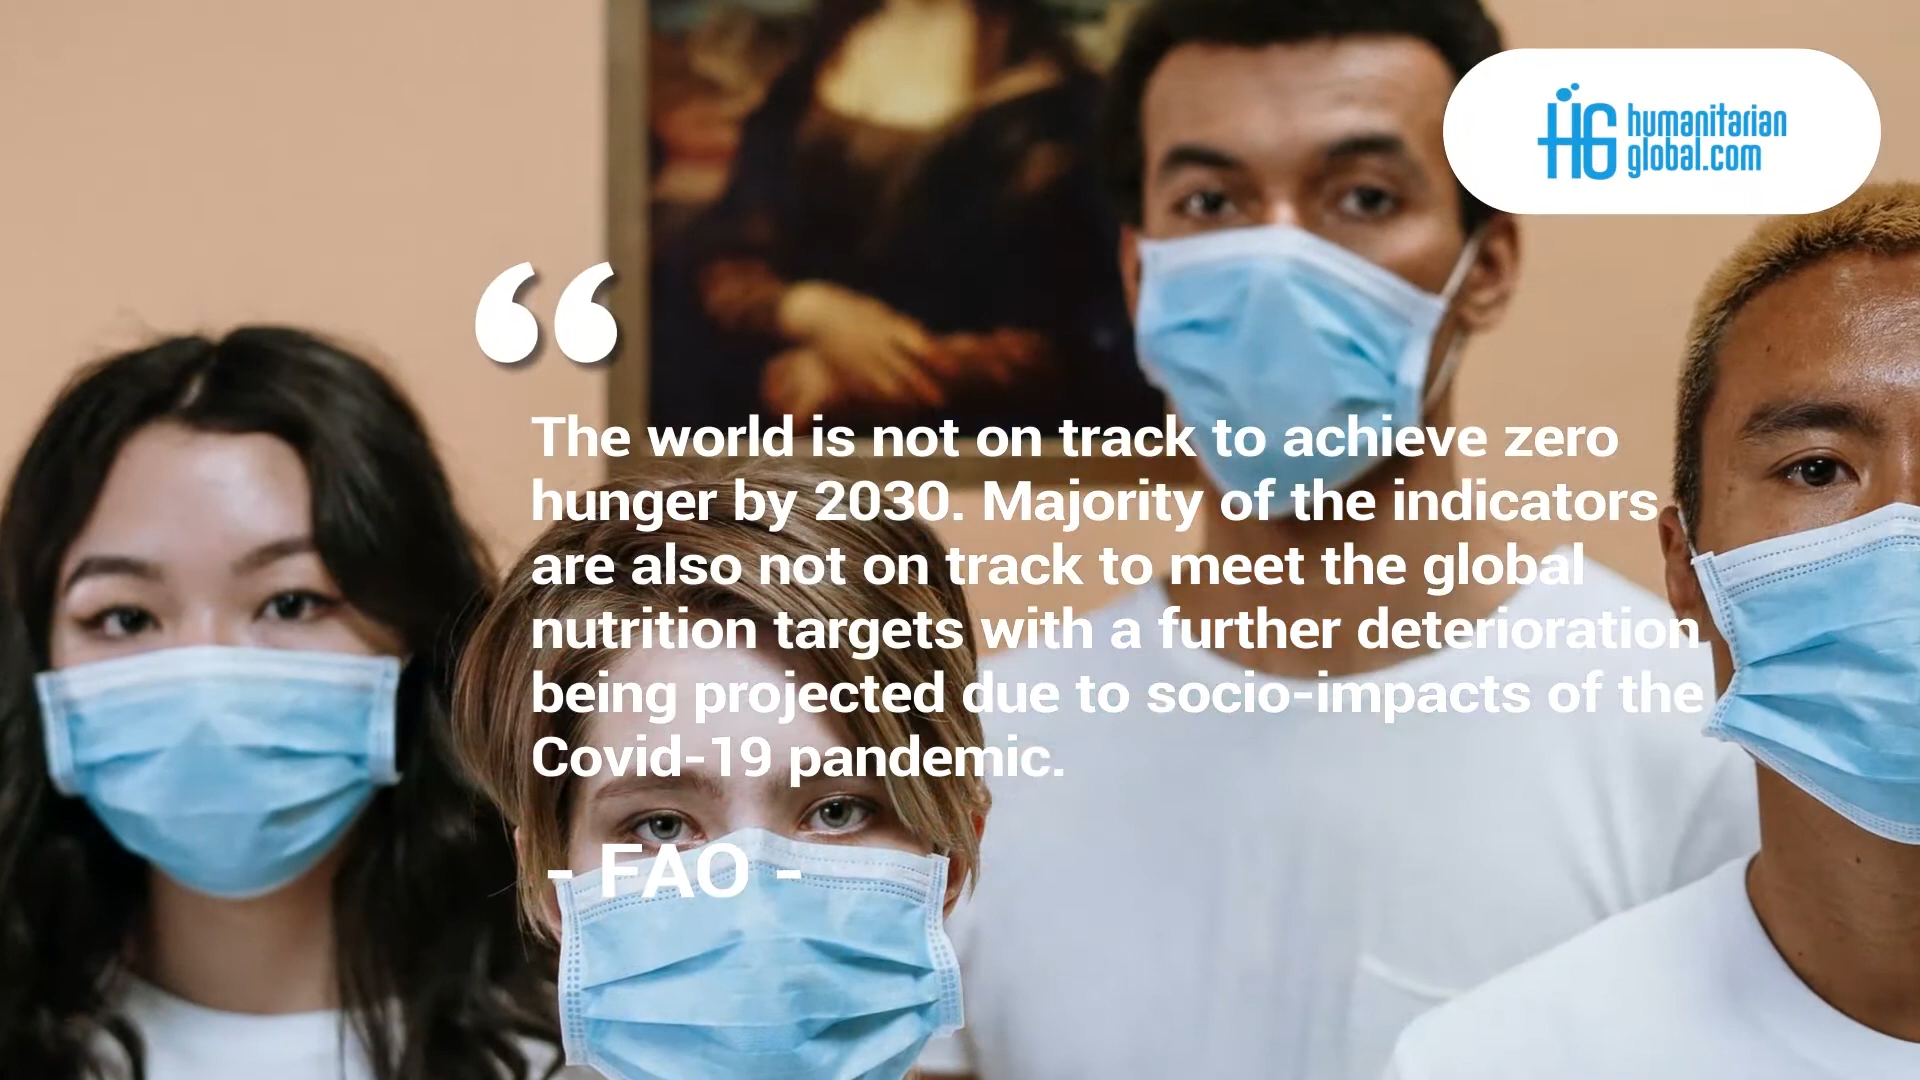 humanitarian
global.com
“
The world is not on track to achieve zero
hunger by 2030. Majority of the indicators
are also not on track to meet the global
nutrition targets with a further deterioration
being projected due to socio-impacts of the
Covid-19 pandemic.
- FAO -